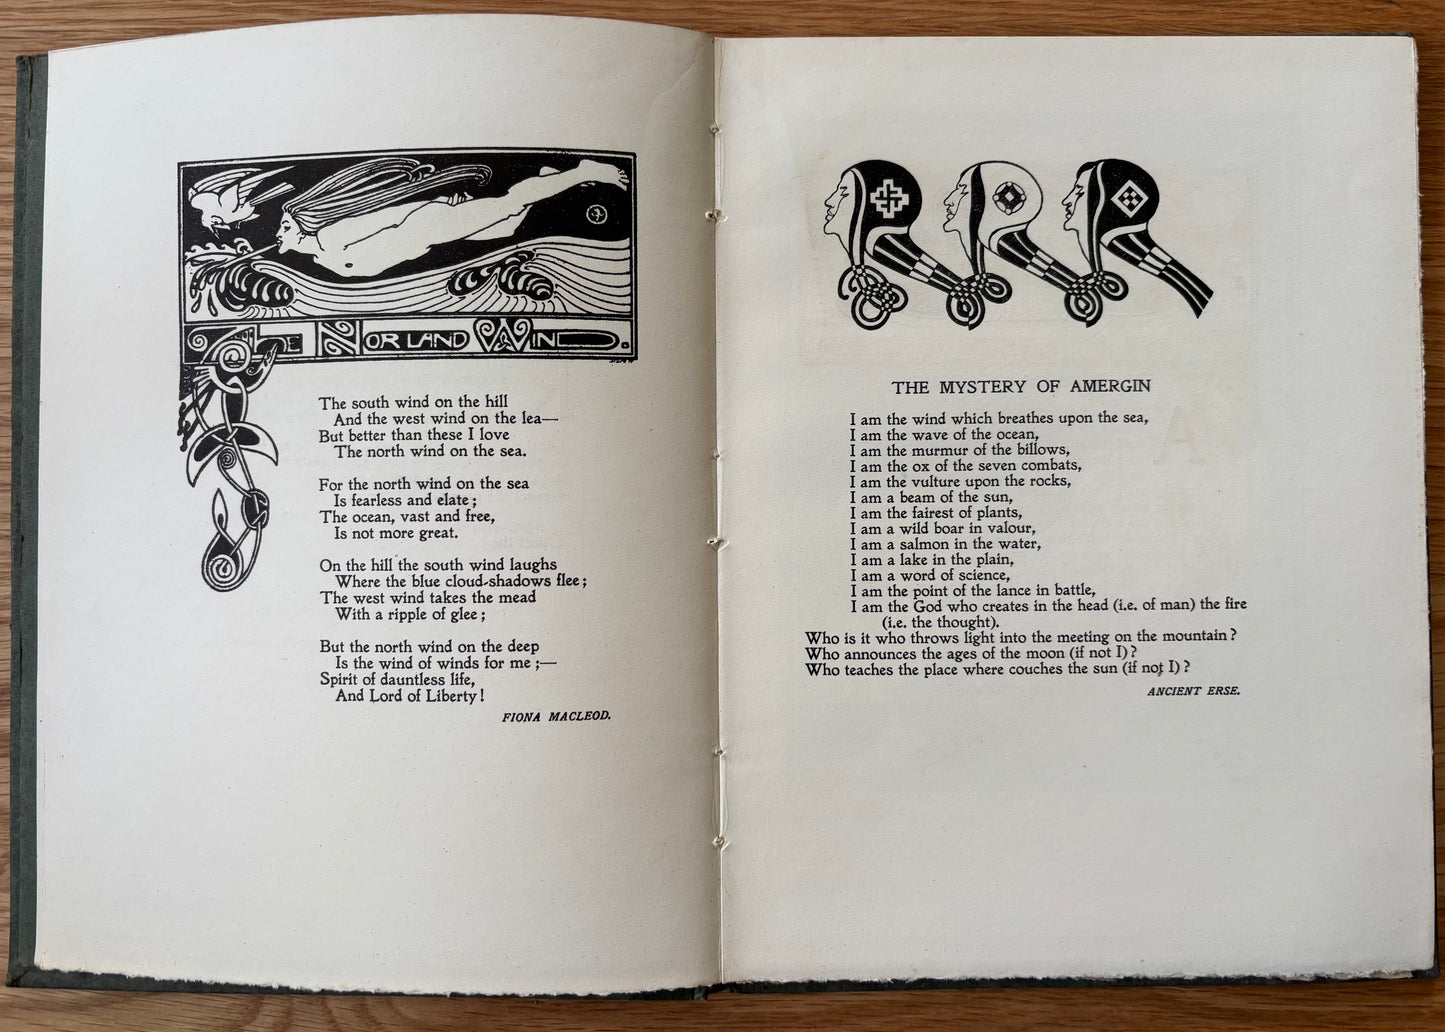 THE NORLAND WIND.
The south wind on the hill
And the west wind on the lea—
But better than these I love
The north wind on the sea.
For the north wind on the sea
Is fearless and elate;
The ocean, vast and free,
Is not more great.
On the hill the south wind laughs
Where the blue cloud-shadows flee;
The west wind takes the mead
With a ripple of glee;
But the north wind on the deep
Is the wind of winds for me;—
Spirit of dauntless life,
And Lord of Liberty!
FIONA MACLEOD.
THE MYSTERY OF AMERGIN
I am the wind which breathes upon the sea,
I am the wave of the ocean,
I am the murmur of the billows,
I am the ox of the seven combats,
I am the vulture upon the rocks,
I am a beam of the sun,
I am the fairest of plants,
I am a wild boar in valour,
I am a salmon in the water,
I am a lake in the plain,
I am a word of science,
I am the point of the lance in battle,
I am the God who creates in the head (i.e. of man) the fire
(i.e. the thought).
Who is it who throws light into the meeting on the mountain?
Who announces the ages of the moon (if not I)?
Who teaches the place where couches the sun (if not I)?
ANCIENT ERSE.